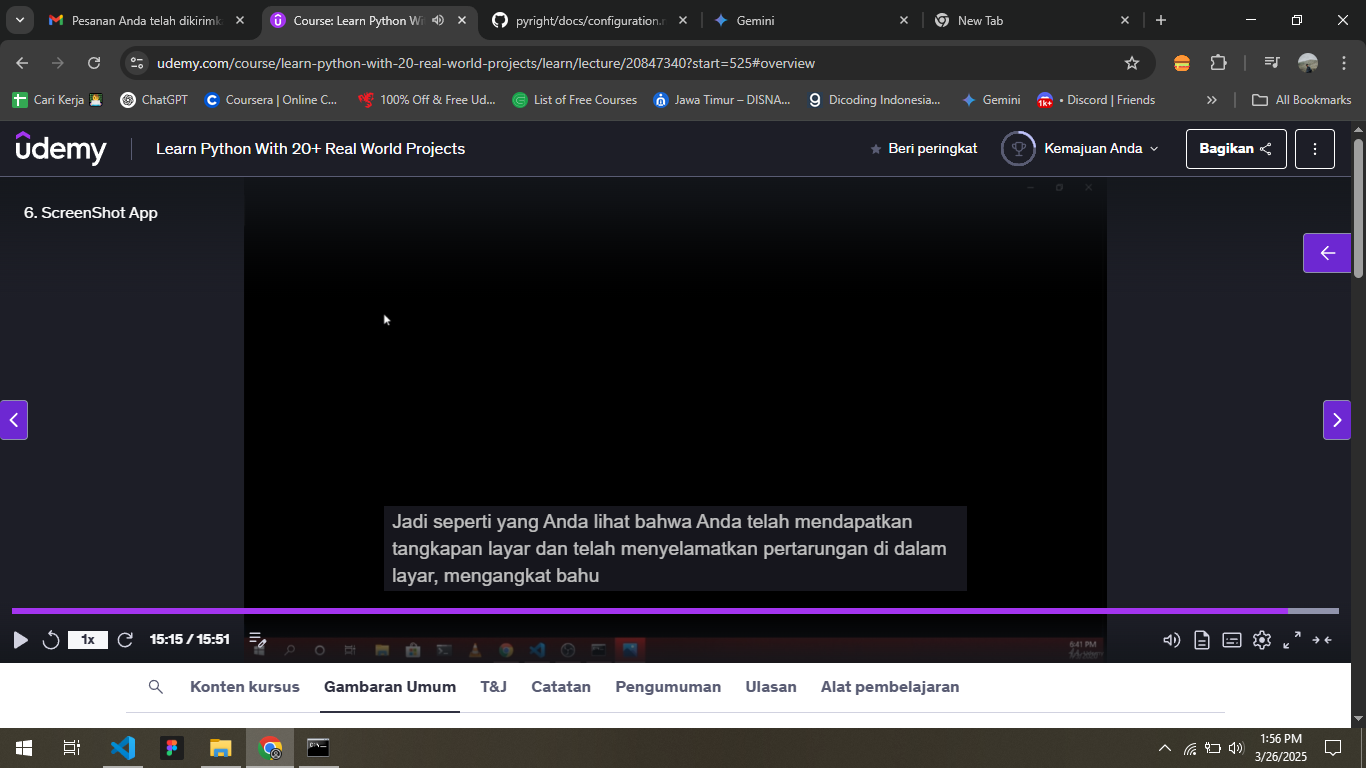 Pesanan Anda telah dikirimk
Course: Learn Python Wi
pyright/docs/configuration.r
Gemini
New Tab
udemy.com/course/learn-python-with-20-real-world-projects/learn/lecture/20847340?start=525#overview
Cari Kerja
ChatGPT
Coursera | Online C...
100% Off & Free Ud...
List of Free Courses
Jawa Timur – DISNA...
Dicoding Indonesia...
Gemini
1k+
• Discord | Friends
»
All Bookmarks
udemy
Learn Python With 20+ Real World Projects
Beri peringkat
Kemajuan Anda
Bagikan
6. ScreenShot App
Jadi seperti yang Anda lihat bahwa Anda telah mendapatkan
tangkapan layar dan telah menyelamatkan pertarungan di dalam
layar, mengangkat bahu
1x
15:15 / 15:51
6:41 PM
Konten kursus
Gambaran Umum
T&J
Catatan
Pengumuman
Ulasan
Alat pembelajaran
1:56 PM
3/26/2025